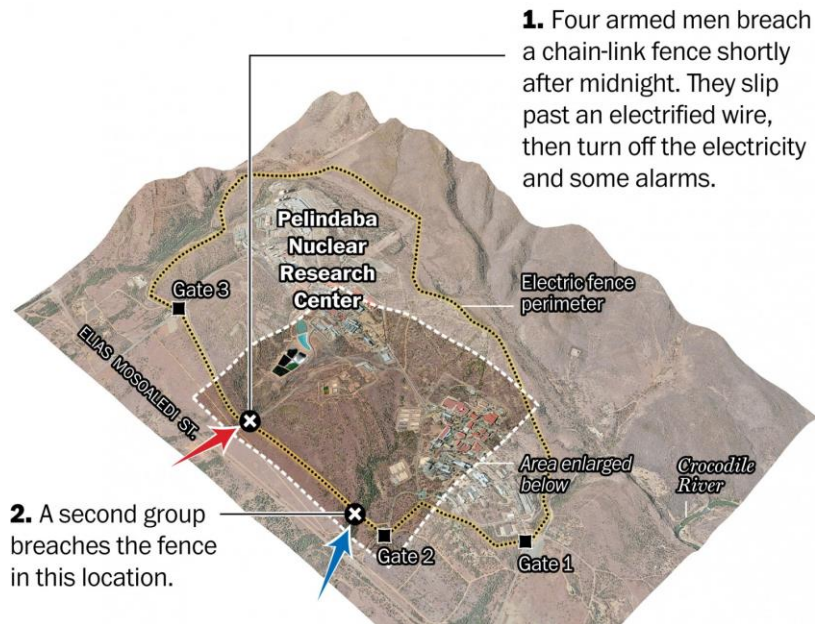 1. Four armed men breach
a chain-link fence shortly
after midnight. They slip
past an electrified wire,
then turn off the electricity
and some alarms.
Pelindaba
Nuclear
Research
Center
Gate 3
Electric fence
perimeter
ELIAS MOSOALEDI ST.
Area enlarged
below
Crocodile
River
2. A second group
breaches the fence
in this location.
Gate 2
Gate 1